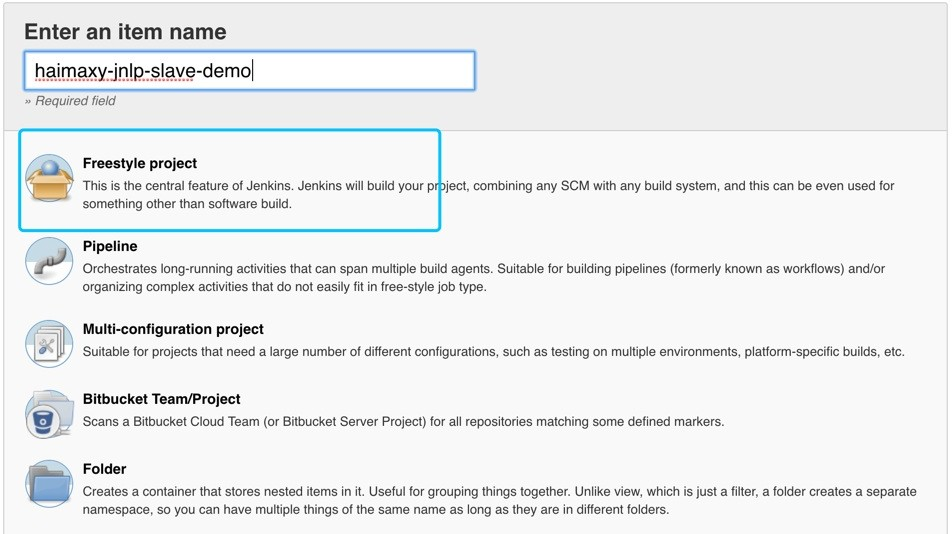 Enter an item name
haimaxy-jnlp-slave-demo
» Required field
Freestyle project
This is the central feature of Jenkins. Jenkins will build your project, combining any SCM with any build system, and this can be even used for
something other than software build.
Pipeline
Orchestrates long-running activities that can span multiple build agents. Suitable for building pipelines (formerly known as workflows) and/or
organizing complex activities that do not easily fit in free-style job type.
Multi-configuration project
Suitable for projects that need a large number of different configurations, such as testing on multiple environments, platform-specific builds, etc.
Bitbucket Team/Project
Scans a Bitbucket Cloud Team (or Bitbucket Server Project) for all repositories matching some defined markers.
Folder
Creates a container that stores nested items in it. Useful for grouping things together. Unlike view, which is just a filter, a folder creates a separate
namespace, so you can have multiple things of the same name as long as they are in different folders.